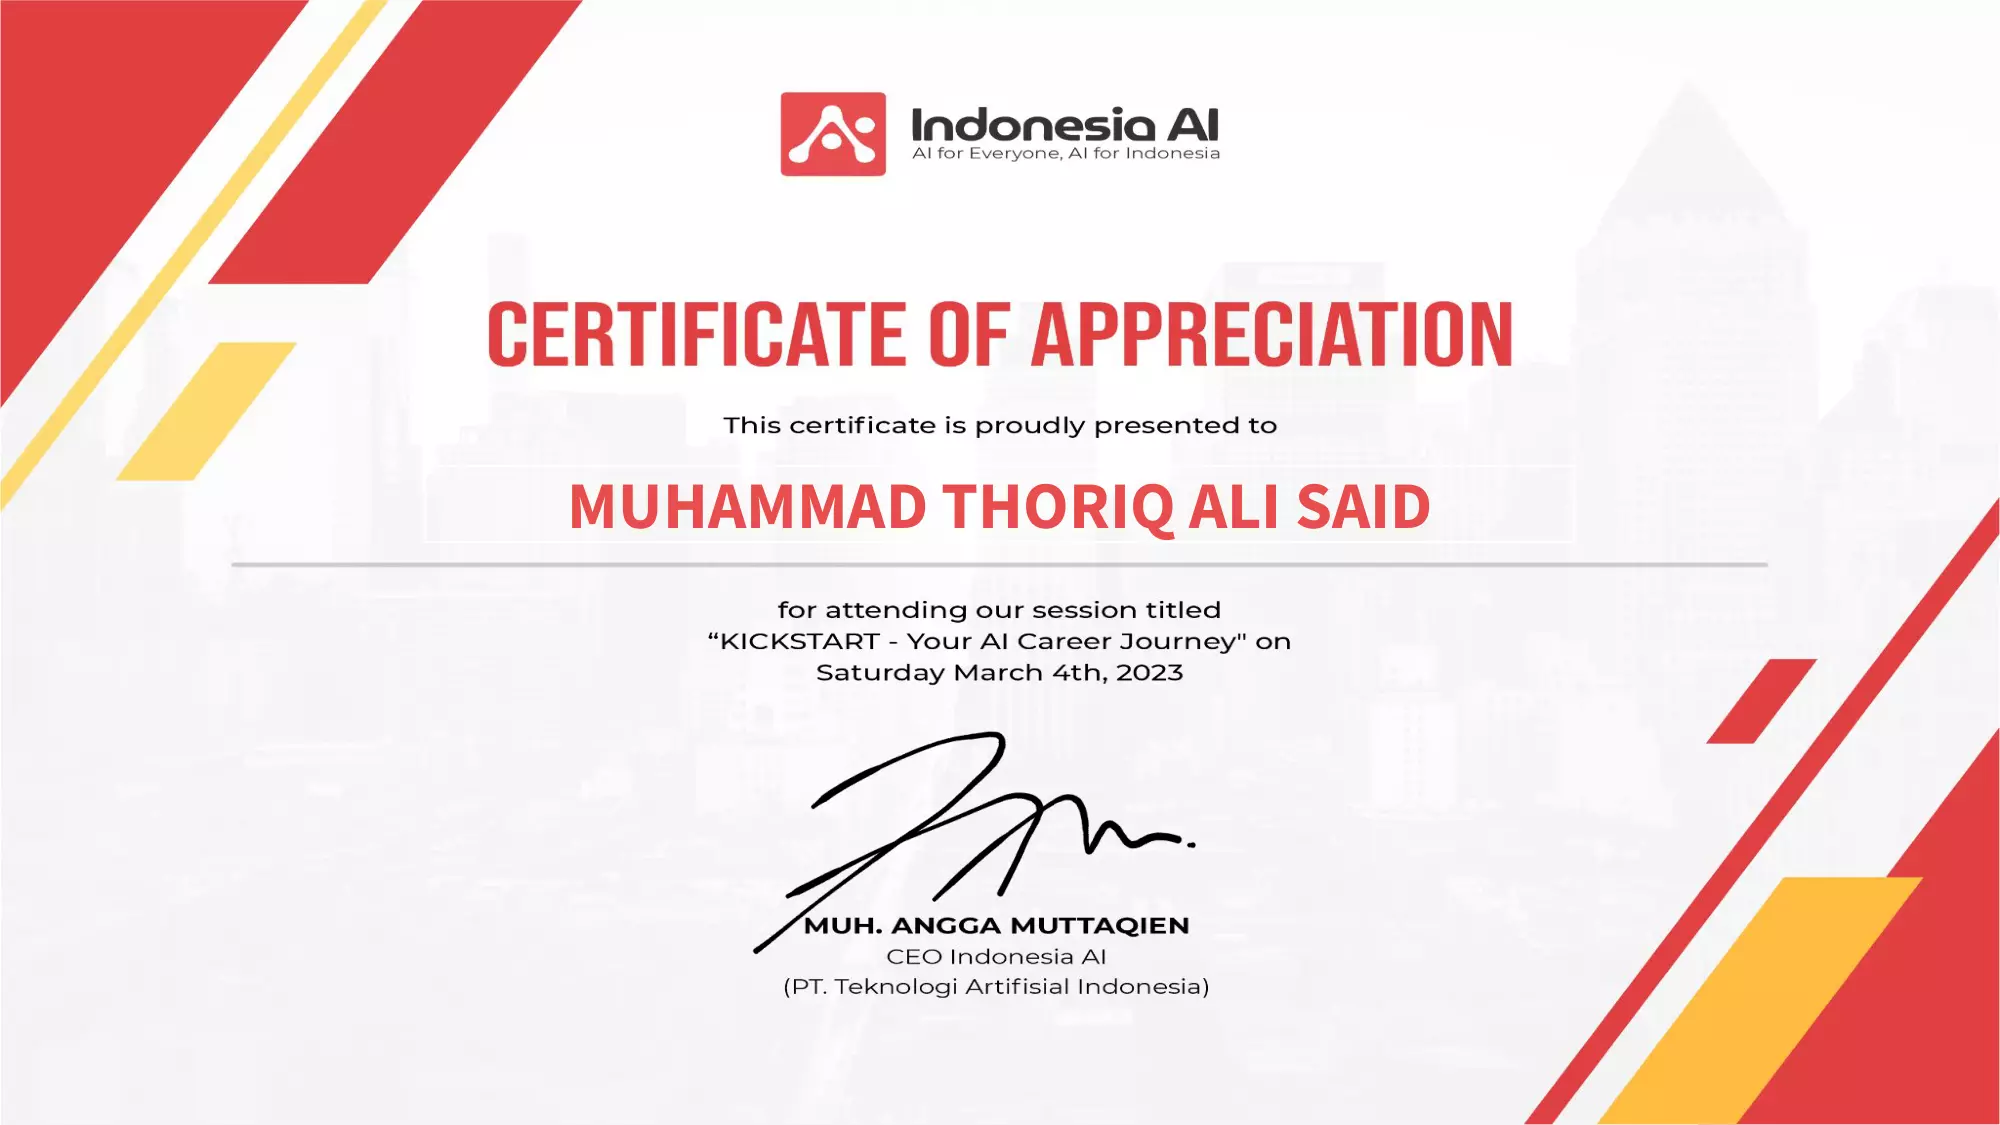 Indonesia AI
AI for Everyone, AI for Indonesia
CERTIFICATE OF APPRECIATION
This certificate is proudly presented to
MUHAMMAD THORIQ ALI SAID
for attending our session titled
“KICKSTART - Your AI Career Journey" on
Saturday March 4th, 2023
MUH. ANGGA MUTTAQIEN
CEO Indonesia AI
(PT. Teknologi Artifisial Indonesia)